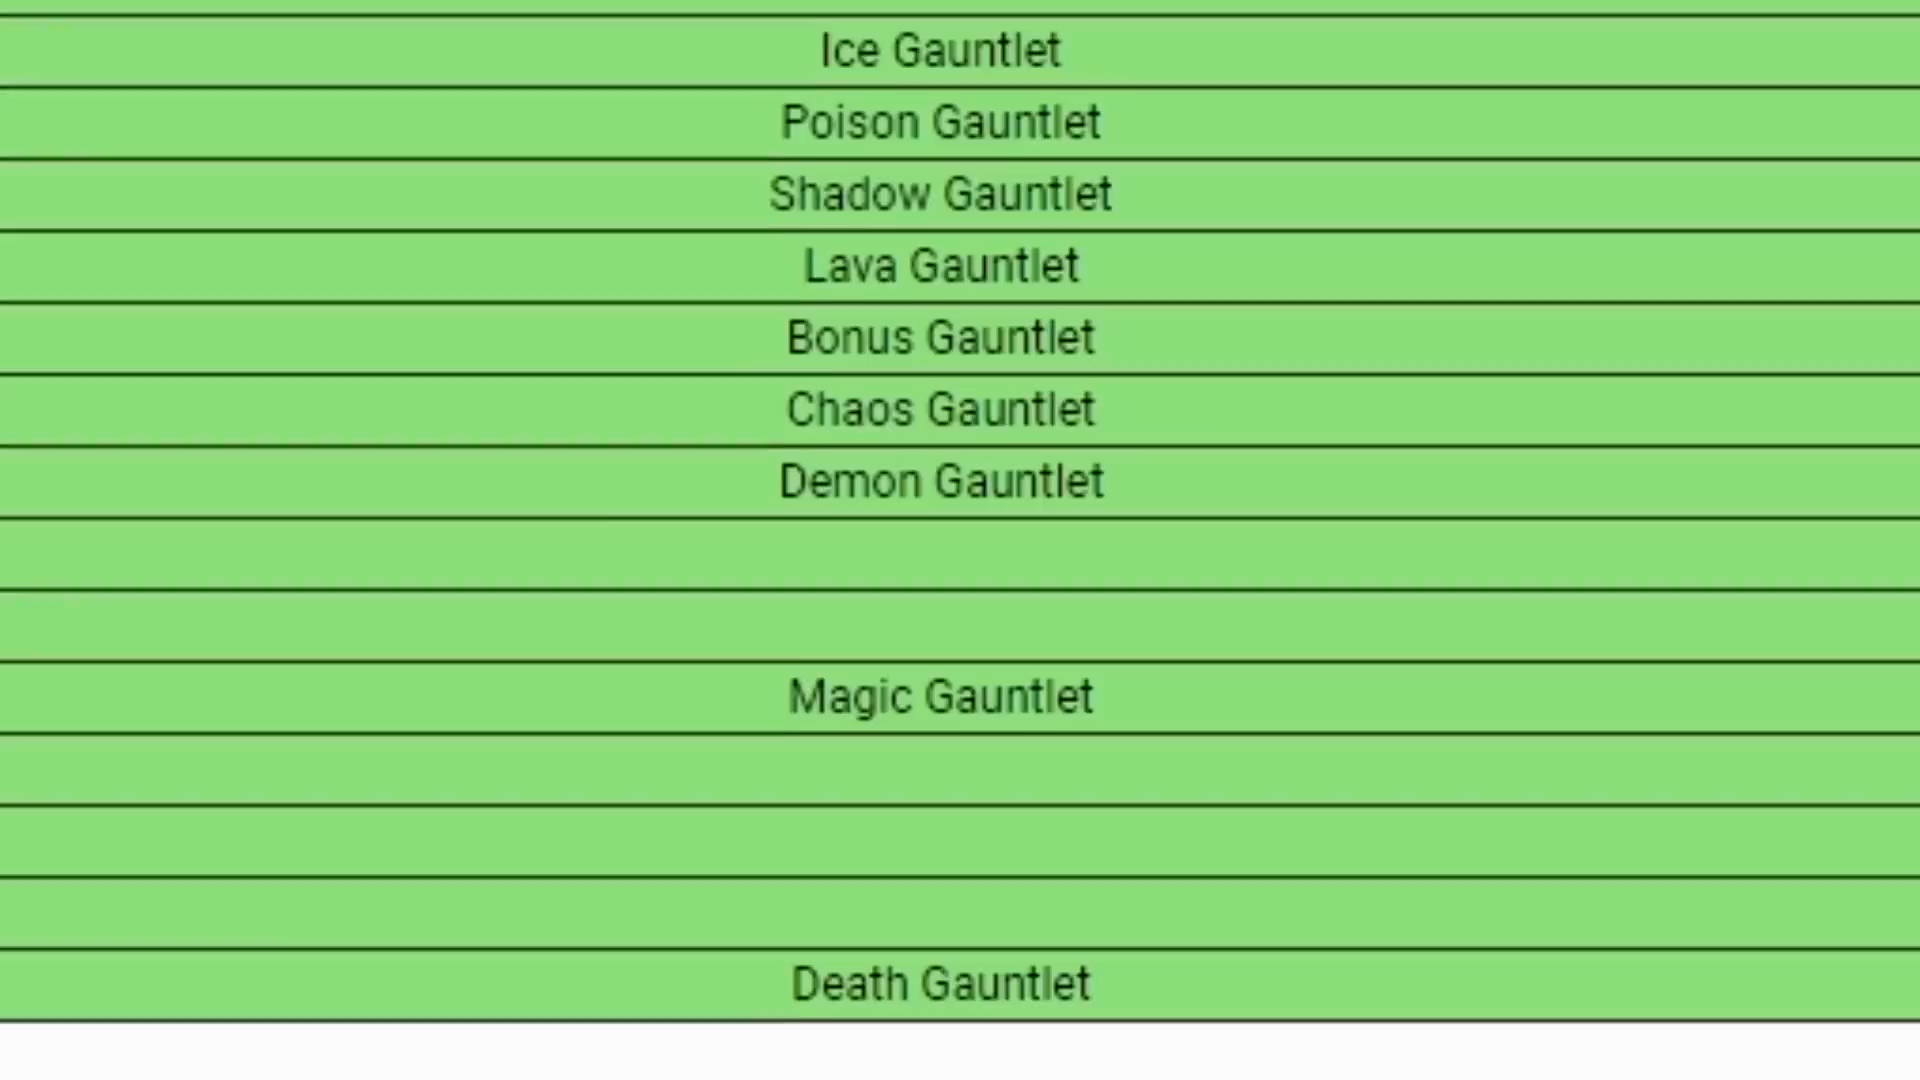 Ice Gauntlet
Poison Gauntlet
Shadow Gauntlet
Lava Gauntlet
Bonus Gauntlet
Chaos Gauntlet
Demon Gauntlet
Magic Gauntlet
Death Gauntlet